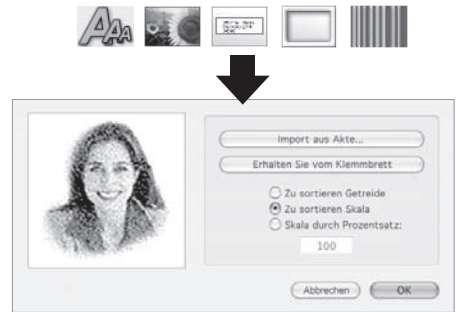 AAA
Import aus Akte...
Erhalten Sie vom Klemmbrett
Zu sortieren Getreide
Zu sortieren Skala
Skala durch Prozentsatz:
100
Abbrechen
OK